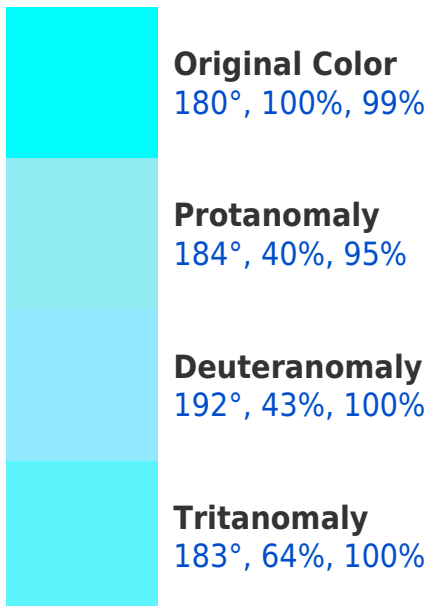 Original Color
180°, 100%, 99%
Protanomaly
184°, 40%, 95%
Deuteranomaly
192°, 43%, 100%
Tritanomaly
183°, 64%, 100%